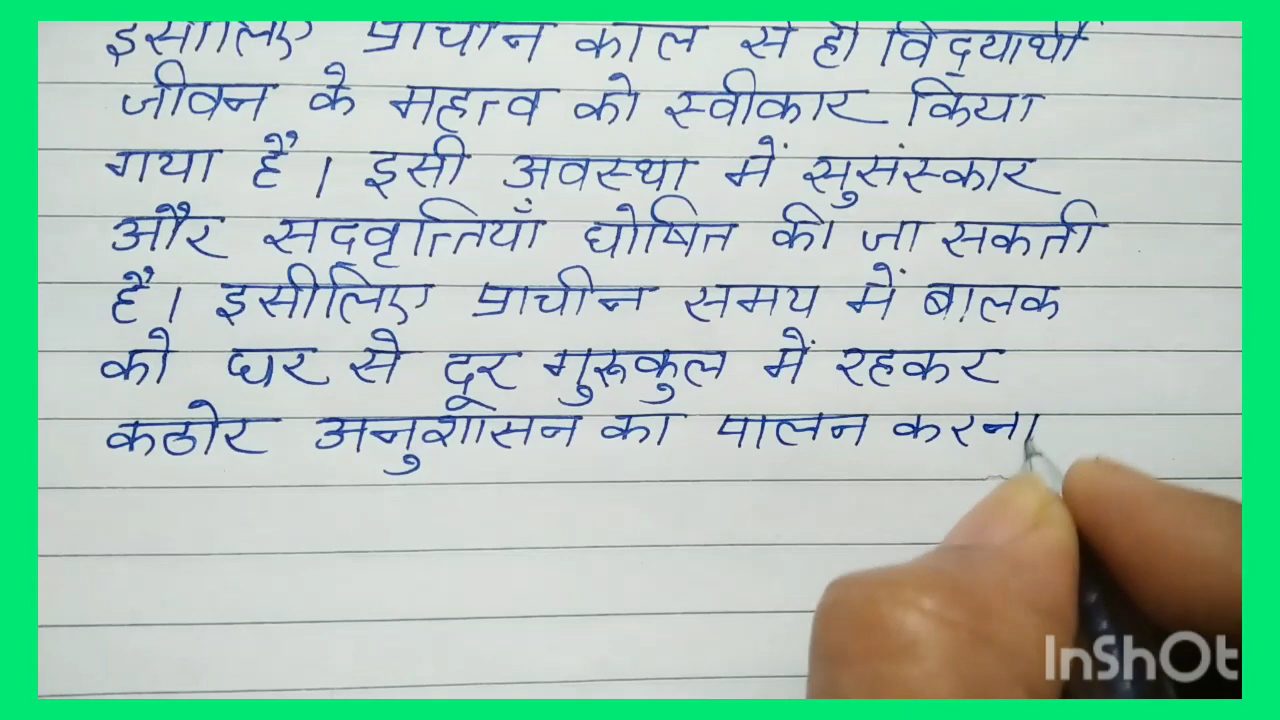 इसीलिए प्राचीन काल से ही विद्यार्थी
जीवन के महत्व को स्वीकार किया
गया है। इसी अवस्था में सुसंस्कार
और सदवृत्तियाँ घोषित की जा सकती
है। इसीलिए प्राचीन समय में बालक
को घर से दूर गुरुकुल में रहकर
कठोर अनुशासन का पालन करना
InShOt